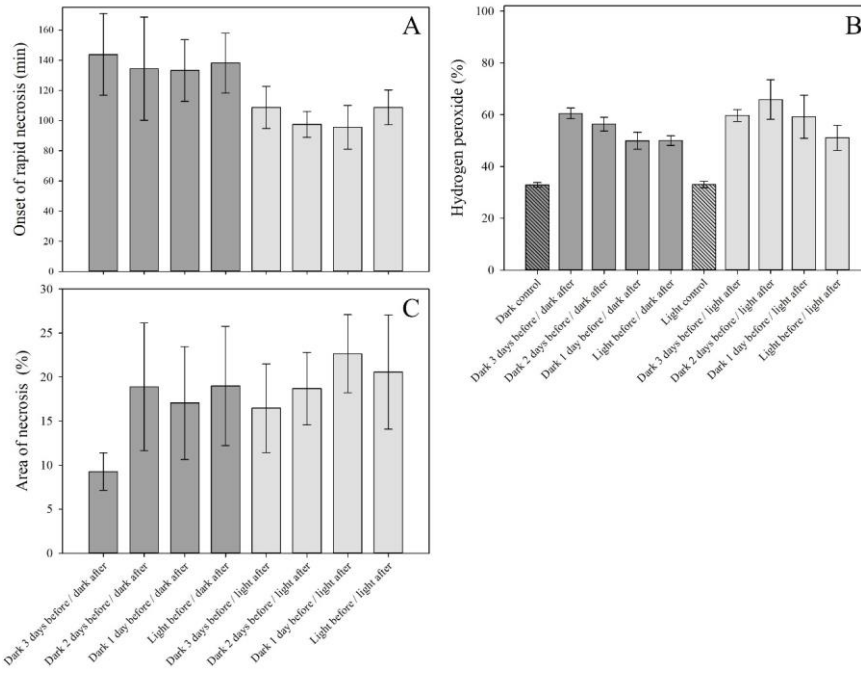 A
Onset of rapid necrosis (min)
160
140
120
100
80
60
40
20
0
B
Hydrogen peroxide (%)
100
80
60
40
20
0
Dark control
Dark 3 days before / dark after
Dark 2 days before / dark after
Dark 1 day before / dark after
Light before / dark after
Light control
Dark 3 days before / light after
Dark 2 days before / light after
Dark 1 day before / light after
Light before / light after
C
Area of necrosis (%)
30
25
20
15
10
5
0
Dark 3 days before / dark after
Dark 2 days before / dark after
Dark 1 day before / dark after
Light before / dark after
Dark 3 days before / light after
Dark 2 days before / light after
Dark 1 day before / light after
Light before / light after